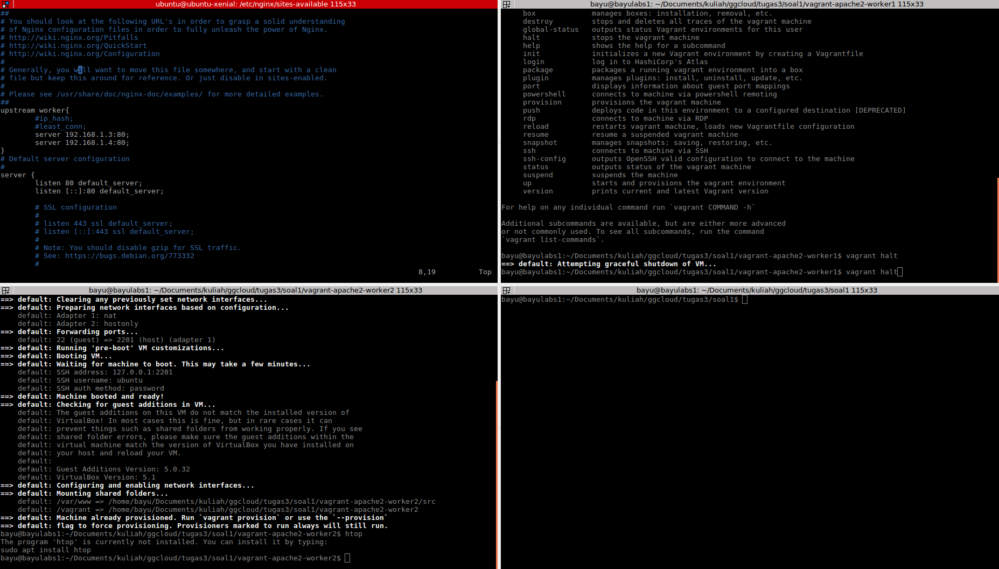 ubuntu@ubuntu-xenial: /etc/nginx/sites-available 115x33
##
# You should look at the following URL's in order to grasp a solid understanding
# of Nginx configuration files in order to fully unleash the power of Nginx.
# http://wiki.nginx.org/Pitfalls
# http://wiki.nginx.org/QuickStart
# http://wiki.nginx.org/Configuration
#
# Generally, you will want to move this file somewhere, and start with a clean
# file but keep this around for reference. Or just disable in sites-enabled.
#
# Please see /usr/share/doc/nginx-doc/examples/ for more detailed examples.
##
upstream worker{
        #ip_hash;
        #least_conn;
        server 192.168.1.3:80;
        server 192.168.1.4:80;
}
# Default server configuration
#
server {
        listen 80 default_server;
        listen [::]:80 default_server;

        # SSL configuration
        #
        # listen 443 ssl default_server;
        # listen [::]:443 ssl default_server;
        #
        # Note: You should disable gzip for SSL traffic.
        # See: https://bugs.debian.org/773332
        #
8,19          Top
bayu@bayulabs1: ~/Documents/kuliah/ggcloud/tugas3/soal1/vagrant-apache2-worker1 115x33
     box             manages boxes: installation, removal, etc.
     destroy         stops and deletes all traces of the vagrant machine
     global-status   outputs status Vagrant environments for this user
     halt            stops the vagrant machine
     help            shows the help for a subcommand
     init            initializes a new Vagrant environment by creating a Vagrantfile
     login           log in to HashiCorp's Atlas
     package         packages a running vagrant environment into a box
     plugin          manages plugins: install, uninstall, update, etc.
     port            displays information about guest port mappings
     powershell      connects to machine via powershell remoting
     provision       provisions the vagrant machine
     push            deploys code in this environment to a configured destination [DEPRECATED]
     rdp             connects to machine via RDP
     reload          restarts vagrant machine, loads new Vagrantfile configuration
     resume          resume a suspended vagrant machine
     snapshot        manages snapshots: saving, restoring, etc.
     ssh             connects to machine via SSH
     ssh-config      outputs OpenSSH valid configuration to connect to the machine
     status          outputs status of the vagrant machine
     suspend         suspends the machine
     up              starts and provisions the vagrant environment
     version         prints current and latest Vagrant version

For help on any individual command run `vagrant COMMAND -h`

Additional subcommands are available, but are either more advanced
or not commonly used. To see all subcommands, run the command
`vagrant list-commands`.

bayu@bayulabs1:~/Documents/kuliah/ggcloud/tugas3/soal1/vagrant-apache2-worker1$ vagrant halt
==> default: Attempting graceful shutdown of VM...
bayu@bayulabs1:~/Documents/kuliah/ggcloud/tugas3/soal1/vagrant-apache2-worker1$ vagrant halt
bayu@bayulabs1: ~/Documents/kuliah/ggcloud/tugas3/soal1/vagrant-apache2-worker2 115x33
==> default: Clearing any previously set network interfaces...
==> default: Preparing network interfaces based on configuration...
    default: Adapter 1: nat
    default: Adapter 2: hostonly
==> default: Forwarding ports...
    default: 22 (guest) => 2201 (host) (adapter 1)
==> default: Running 'pre-boot' VM customizations...
==> default: Booting VM...
==> default: Waiting for machine to boot. This may take a few minutes...
    default: SSH address: 127.0.0.1:2201
    default: SSH username: ubuntu
    default: SSH auth method: password
==> default: Machine booted and ready!
==> default: Checking for guest additions in VM...
    default: The guest additions on this VM do not match the installed version of
    default: VirtualBox! In most cases this is fine, but in rare cases it can
    default: prevent things such as shared folders from working properly. If you see
    default: shared folder errors, please make sure the guest additions within the
    default: virtual machine match the version of VirtualBox you have installed on
    default: your host and reload your VM.
    default:
    default: Guest Additions Version: 5.0.32
    default: VirtualBox Version: 5.1
==> default: Configuring and enabling network interfaces...
==> default: Mounting shared folders...
    default: /var/www => /home/bayu/Documents/kuliah/ggcloud/tugas3/soal1/vagrant-apache2-worker2/src
    default: /vagrant => /home/bayu/Documents/kuliah/ggcloud/tugas3/soal1/vagrant-apache2-worker2
==> default: Machine already provisioned. Run `vagrant provision` or use the `--provision`
==> default: flag to force provisioning. Provisioners marked to run always will still run.
bayu@bayulabs1:~/Documents/kuliah/ggcloud/tugas3/soal1/vagrant-apache2-worker2$ htop
The program 'htop' is currently not installed. You can install it by typing:
sudo apt install htop
bayu@bayulabs1:~/Documents/kuliah/ggcloud/tugas3/soal1/vagrant-apache2-worker2$
bayu@bayulabs1: ~/Documents/kuliah/ggcloud/tugas3/soal1 115x33
bayu@bayulabs1:~/Documents/kuliah/ggcloud/tugas3/soal1$